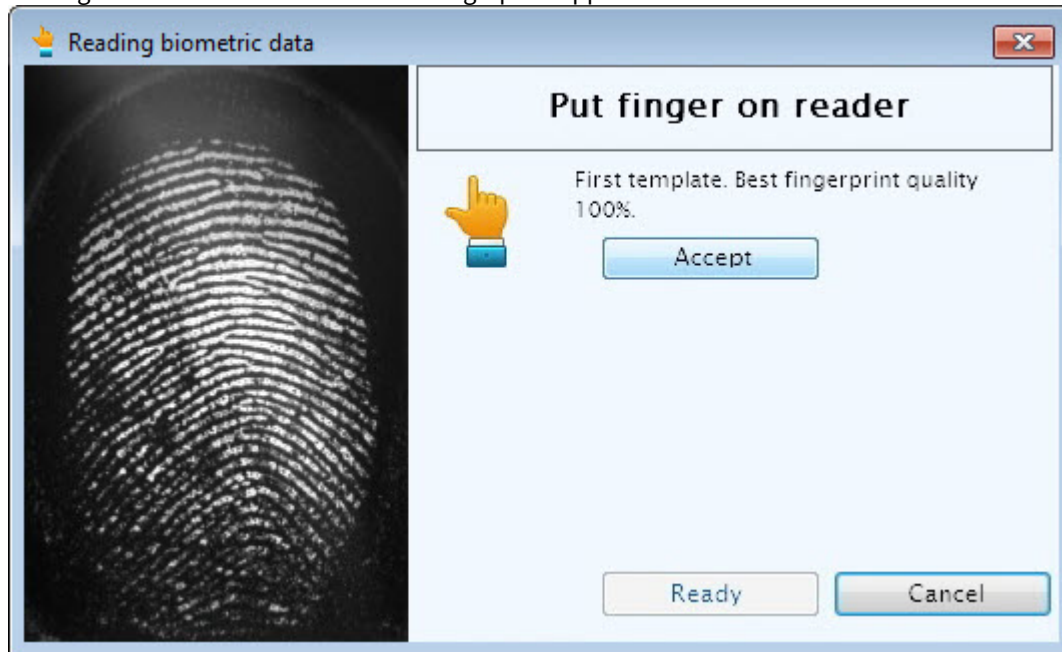 Reading biometric data
Put finger on reader
First template. Best fingerprint quality
100%.
Accept
Ready
Cancel